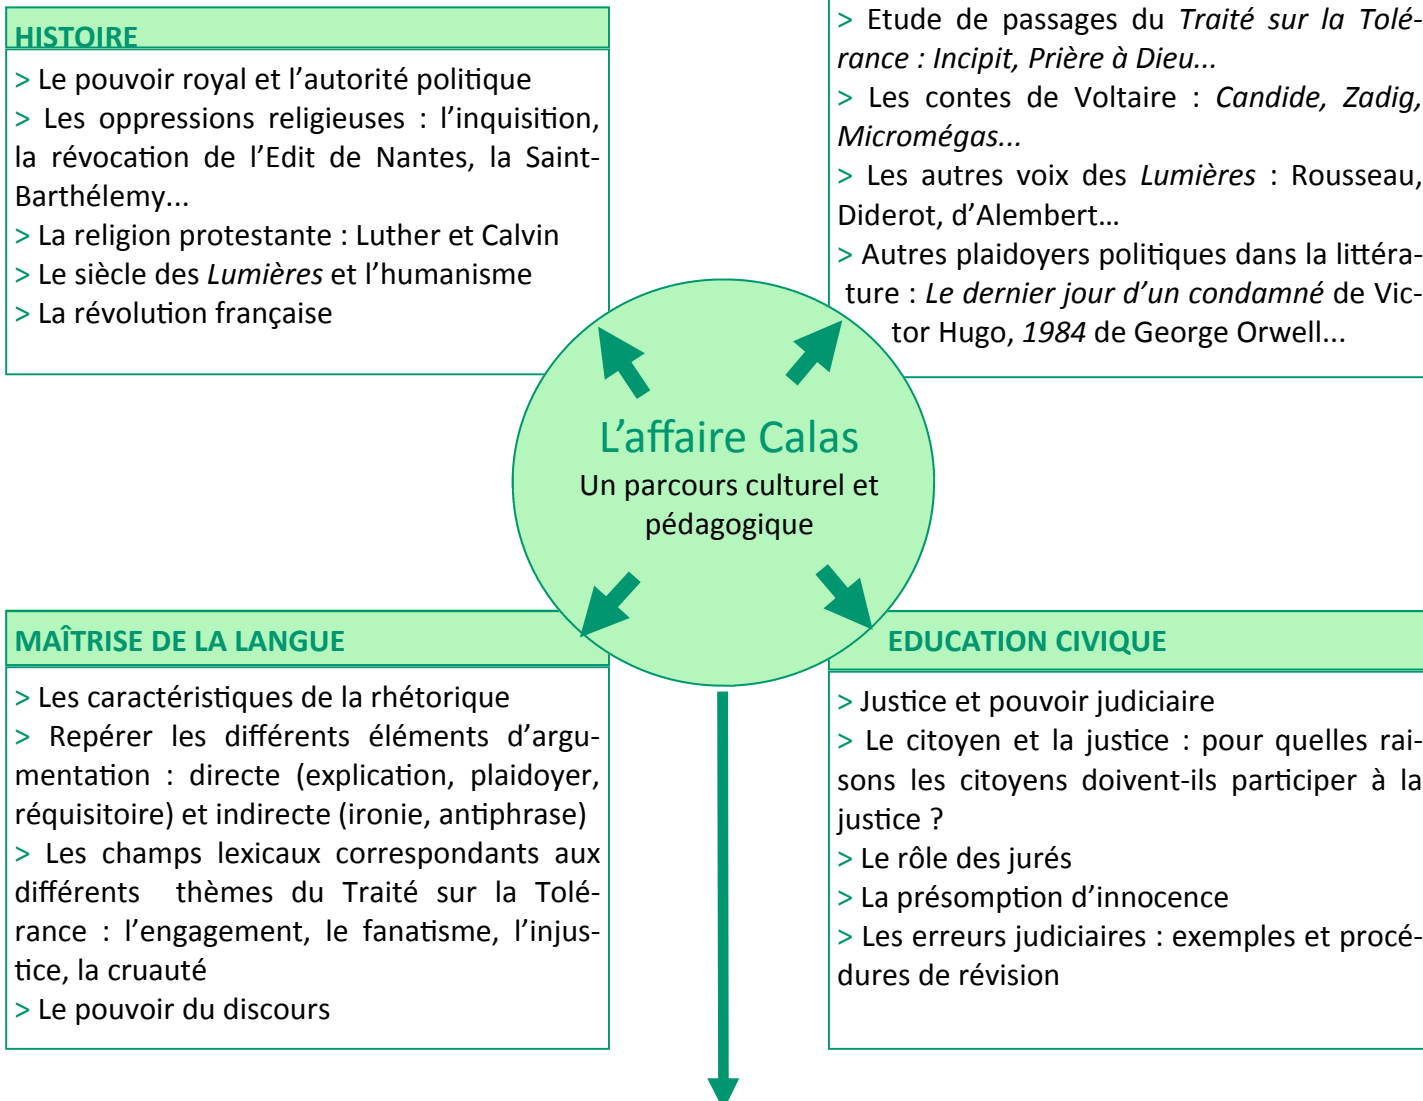 HISTOIRE
> Le pouvoir royal et l’autorité politique
> Les oppressions religieuses : l’inquisition,
la révocation de l’Edit de Nantes, la Saint-
Barthélemy...
> La religion protestante : Luther et Calvin
> Le siècle des Lumières et l’humanisme
> La révolution française
> Etude de passages du Traité sur la Tolé-
rance : Incipit, Prière à Dieu...
> Les contes de Voltaire : Candide, Zadig,
Micromégas...
> Les autres voix des Lumières : Rousseau,
Diderot, d’Alembert…
> Autres plaidoyers politiques dans la littéra-
ture : Le dernier jour d’un condamné de Vic-
tor Hugo, 1984 de George Orwell...
L’affaire Calas
Un parcours culturel et
pédagogique
MAÎTRISE DE LA LANGUE
> Les caractéristiques de la rhétorique
> Repérer les différents éléments d’argu-
mentation : directe (explication, plaidoyer,
réquisitoire) et indirecte (ironie, antiphrase)
> Les champs lexicaux correspondants aux
différents thèmes du Traité sur la Tolé-
rance : l’engagement, le fanatisme, l’injus-
tice, la cruauté
> Le pouvoir du discours
EDUCATION CIVIQUE
> Justice et pouvoir judiciaire
> Le citoyen et la justice : pour quelles rai-
sons les citoyens doivent-ils participer à la
justice ?
> Le rôle des jurés
> La présomption d’innocence
> Les erreurs judiciaires : exemples et procé-
dures de révision